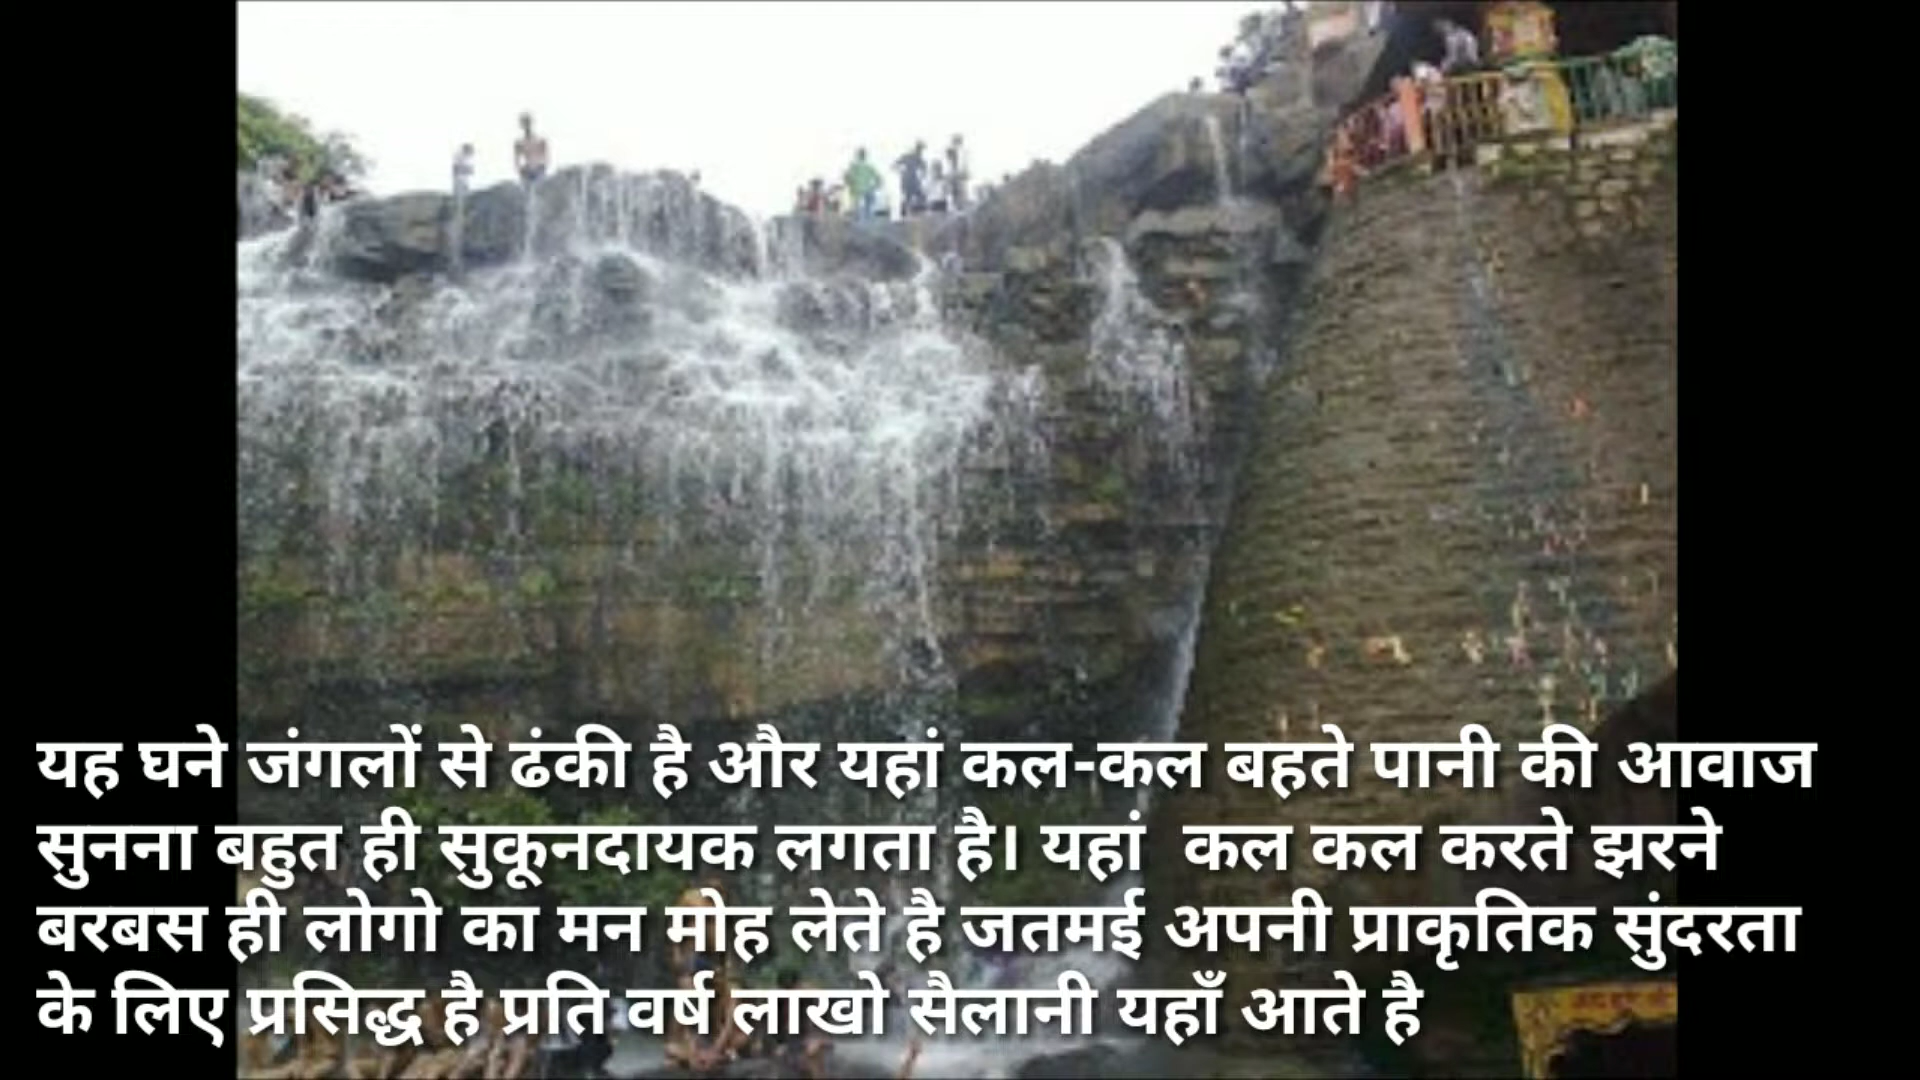 यह घने जंगलों से ढंकी है और यहां कल-कल बहते पानी की आवाज
सुनना बहुत ही सुकूनदायक लगता है। यहां  कल कल करते झरने
बरबस ही लोगो का मन मोह लेते है जतमई अपनी प्राकृतिक सुंदरता
के लिए प्रसिद्ध है प्रति वर्ष लाखो सैलानी यहाँ आते है